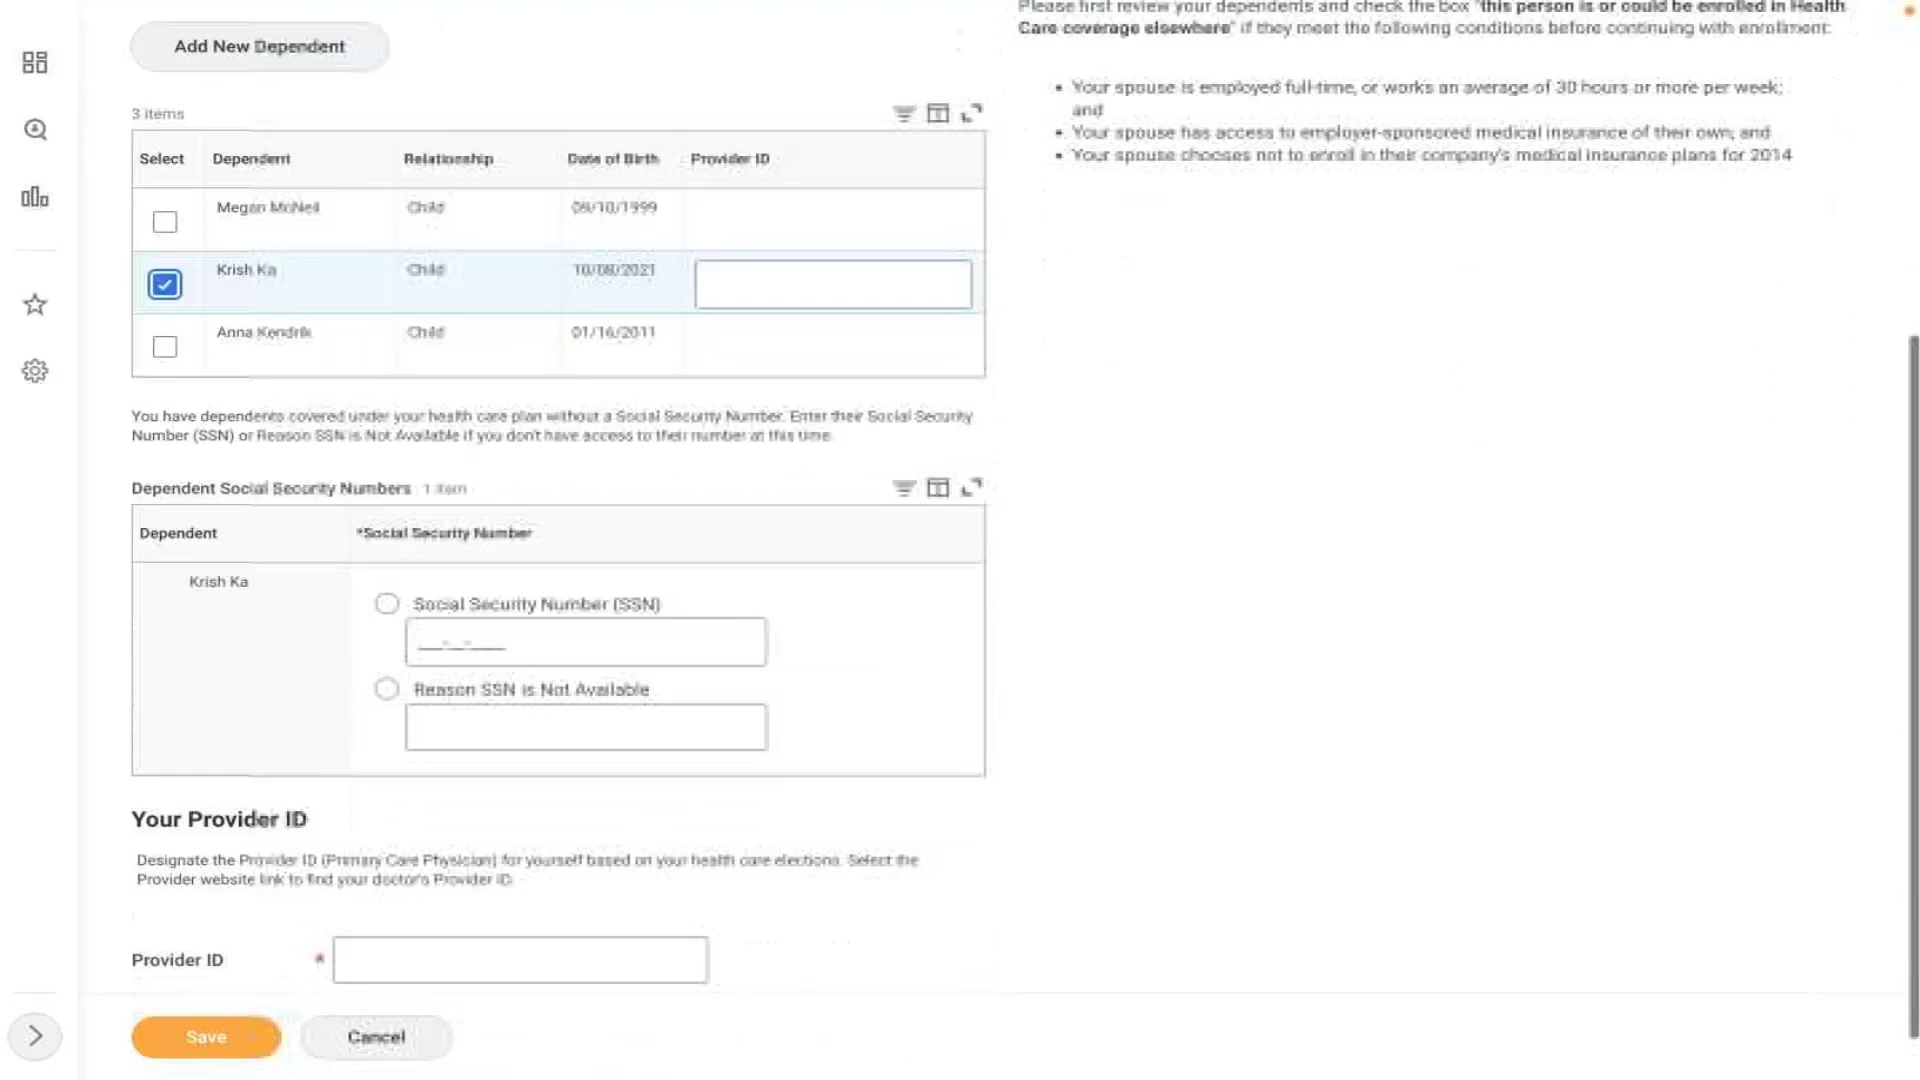 Add New Dependent
3 items
Select Dependent Relationship Date of Birth Provider ID
Megan McNeil Child 09/10/1999
Krish Ka Child 10/08/2021
Anna Kendrik Child 01/16/2011
You have dependents covered under your health care plan without a Social Security Number. Enter their Social Security
Number (SSN) or Reason SSN is Not Available if you don't have access to their number at this time.
Dependent Social Security Numbers 1 item
Dependent *Social Security Number
Krish Ka
Social Security Number (SSN)
Reason SSN is Not Available
Your Provider ID
Designate the Provider ID (Primary Care Physician) for yourself based on your health care elections. Select the
Provider website link to find your doctor's Provider ID.
Provider ID *
Save Cancel
Please first review your dependents and check the box "this person is or could be enrolled in Health
Care coverage elsewhere" if they meet the following conditions before continuing with enrollment:
• Your spouse is employed full-time, or works an average of 30 hours or more per week;
and
• Your spouse has access to employer-sponsored medical insurance of their own; and
• Your spouse chooses not to enroll in their company's medical insurance plans for 2014